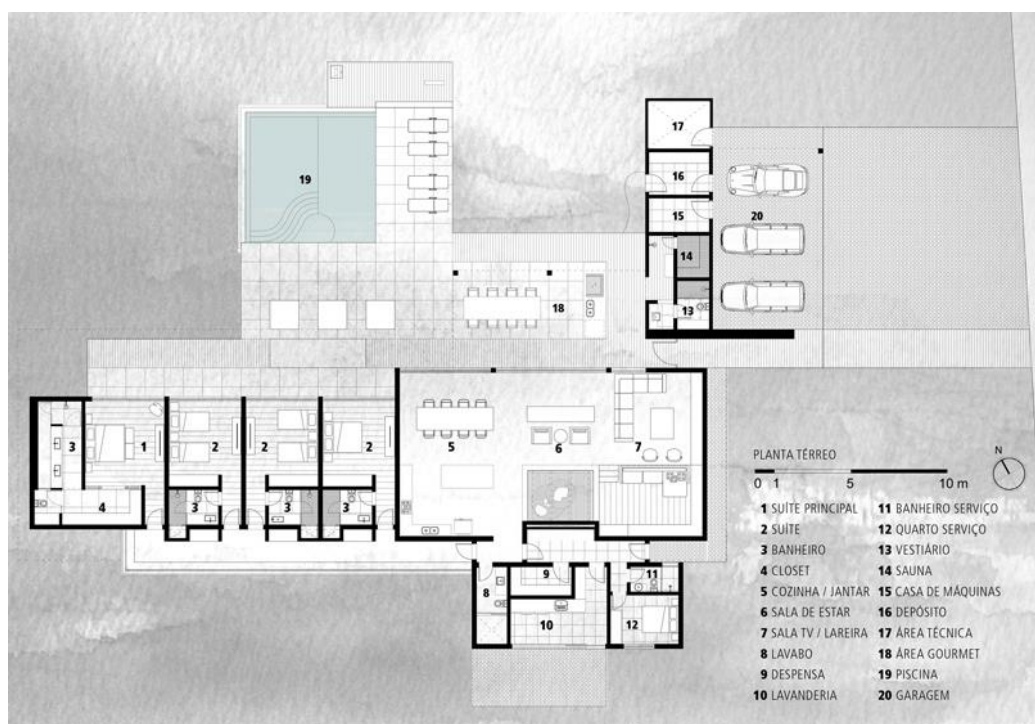 17
16
19
15
20
14
18
13
3
1
2
2
2
5
6
7
4
3
3
3
9
11
8
10
12
PLANTA TÉRREO
N
0 1 5 10 m
1 SUÍTE PRINCIPAL
2 SUÍTE
3 BANHEIRO
4 CLOSET
5 COZINHA / JANTAR
6 SALA DE ESTAR
7 SALA TV / LAREIRA
8 LAVABO
9 DESPENSA
10 LAVANDERIA
11 BANHEIRO SERVIÇO
12 QUARTO SERVIÇO
13 VESTIÁRIO
14 SAUNA
15 CASA DE MÁQUINAS
16 DEPÓSITO
17 ÁREA TÉCNICA
18 ÁREA GOURMET
19 PISCINA
20 GARAGEM